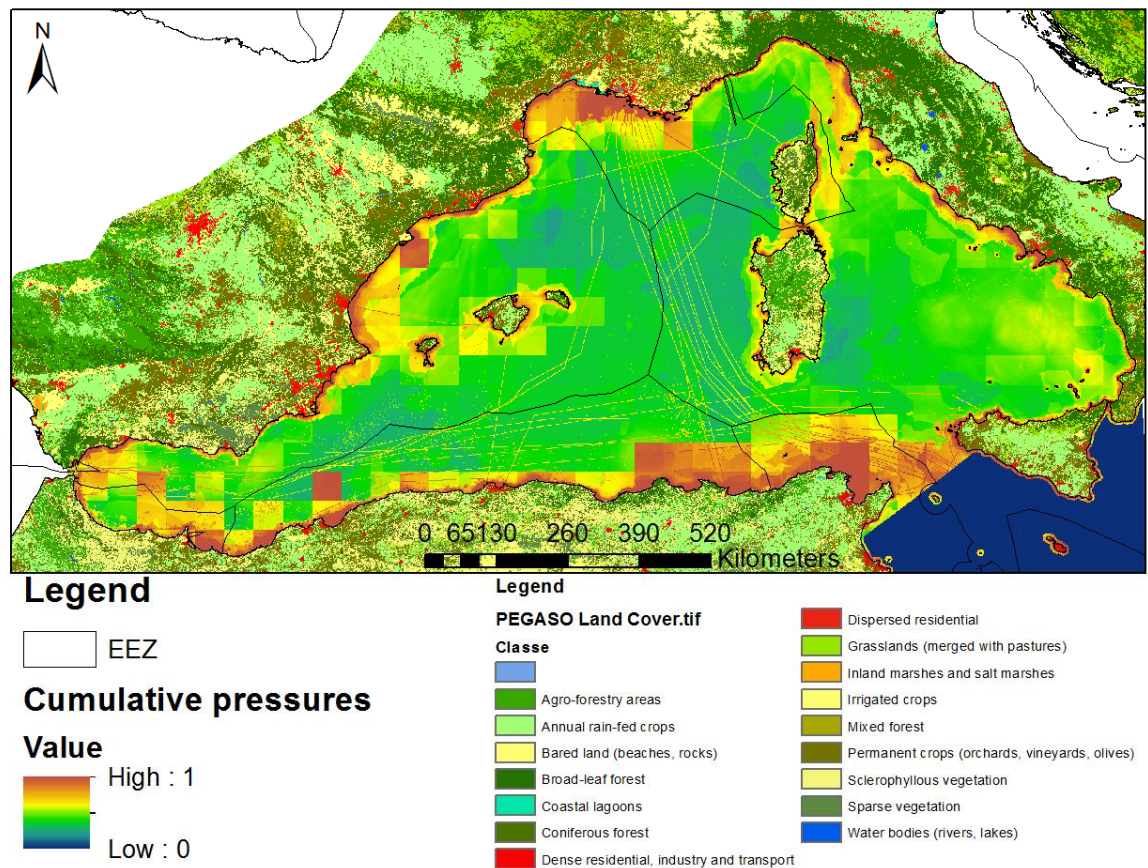 N
0 65130 260 390 520
Kilometers
Legend
EEZ
Cumulative pressures
Value
High : 1
Low : 0
Legend
PEGASO Land Cover.tif
Classe
Agro-forestry areas
Annual rain-fed crops
Bared land (beaches, rocks)
Broad-leaf forest
Coastal lagoons
Coniferous forest
Dense residential, industry and transport
Dispersed residential
Grasslands (merged with pastures)
Inland marshes and salt marshes
Irrigated crops
Mixed forest
Permanent crops (orchards, vineyards, olives)
Sclerophyllous vegetation
Sparse vegetation
Water bodies (rivers, lakes)